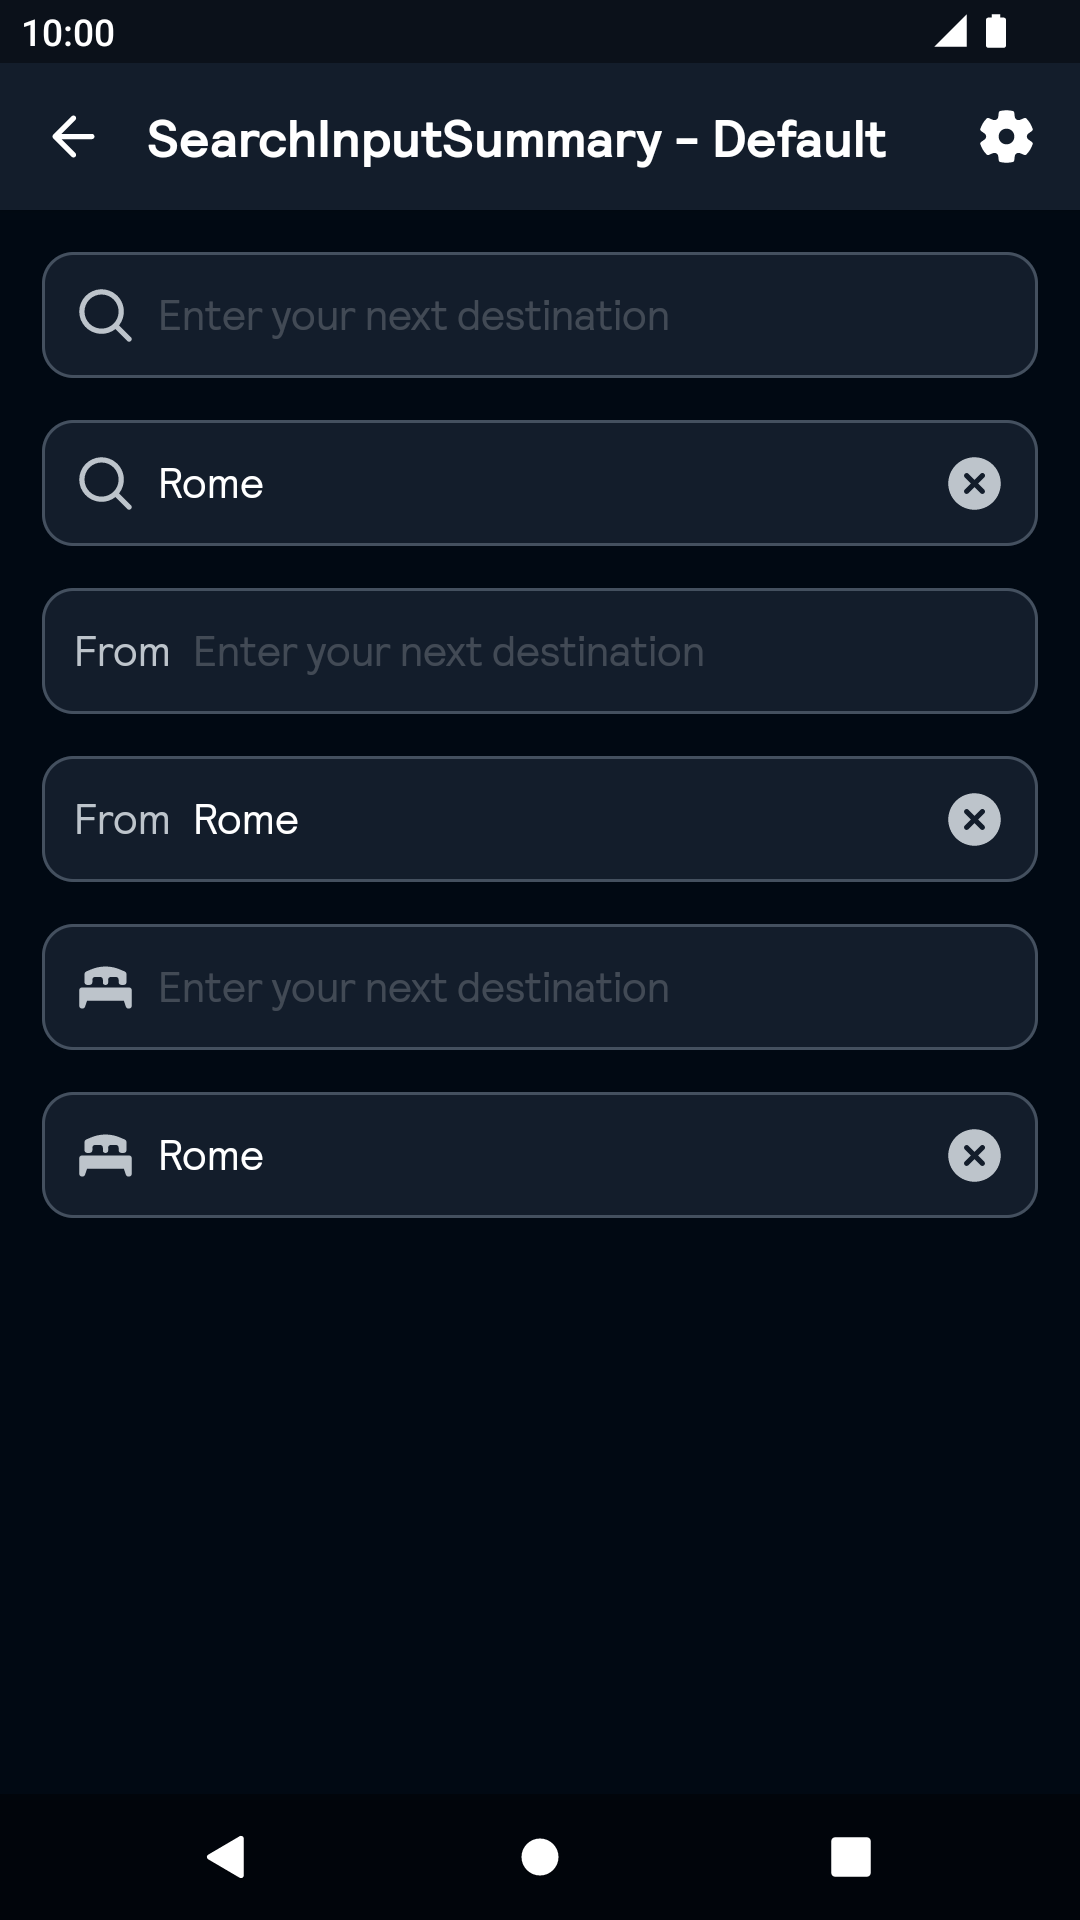 10:00
SearchInputSummary - Default
Enter your next destination
Rome
From Enter your next destination
From Rome
Enter your next destination
Rome